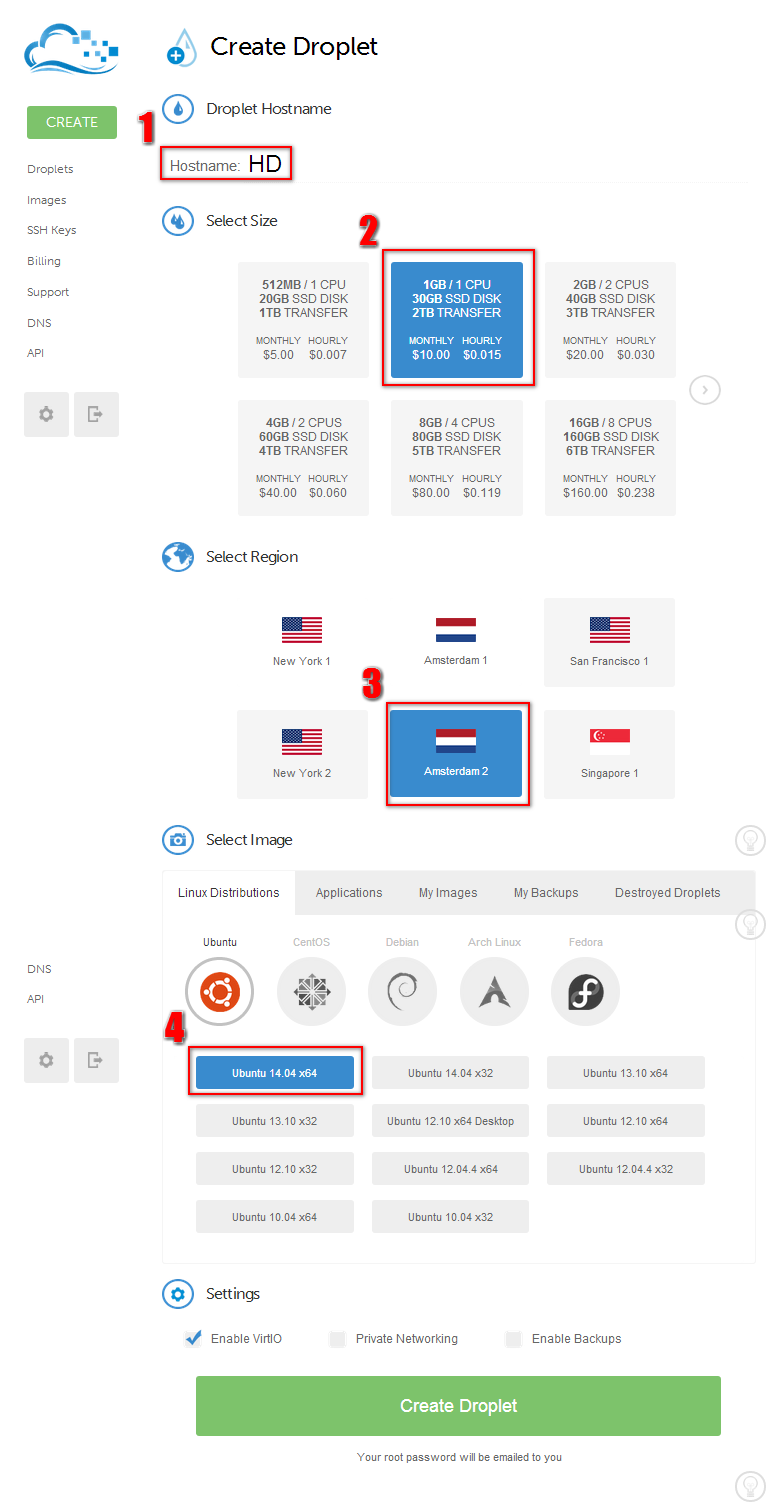 Create Droplet
CREATE
Droplets
Images
SSH Keys
Billing
Support
DNS
API
1
Droplet Hostname
Hostname: HD
Select Size
2
512MB / 1 CPU
20GB SSD DISK
1TB TRANSFER
MONTHLY HOURLY
$5.00 $0.007
1GB / 1 CPU
30GB SSD DISK
2TB TRANSFER
MONTHLY HOURLY
$10.00 $0.015
2GB / 2 CPUS
40GB SSD DISK
3TB TRANSFER
MONTHLY HOURLY
$20.00 $0.030
4GB / 2 CPUS
60GB SSD DISK
4TB TRANSFER
MONTHLY HOURLY
$40.00 $0.060
8GB / 4 CPUS
80GB SSD DISK
5TB TRANSFER
MONTHLY HOURLY
$80.00 $0.119
16GB / 8 CPUS
160GB SSD DISK
6TB TRANSFER
MONTHLY HOURLY
$160.00 $0.238
Select Region
New York 1
Amsterdam 1
San Francisco 1
3
New York 2
Amsterdam 2
Singapore 1
Select Image
Linux Distributions Applications My Images My Backups Destroyed Droplets
Ubuntu CentOS Debian Arch Linux Fedora
DNS
API
4
Ubuntu 14.04 x64 Ubuntu 14.04 x32 Ubuntu 13.10 x64
Ubuntu 13.10 x32 Ubuntu 12.10 x64 Desktop Ubuntu 12.10 x64
Ubuntu 12.10 x32 Ubuntu 12.04.4 x64 Ubuntu 12.04.4 x32
Ubuntu 10.04 x64 Ubuntu 10.04 x32
Settings
Enable VirtIO Private Networking Enable Backups
Create Droplet
Your root password will be emailed to you